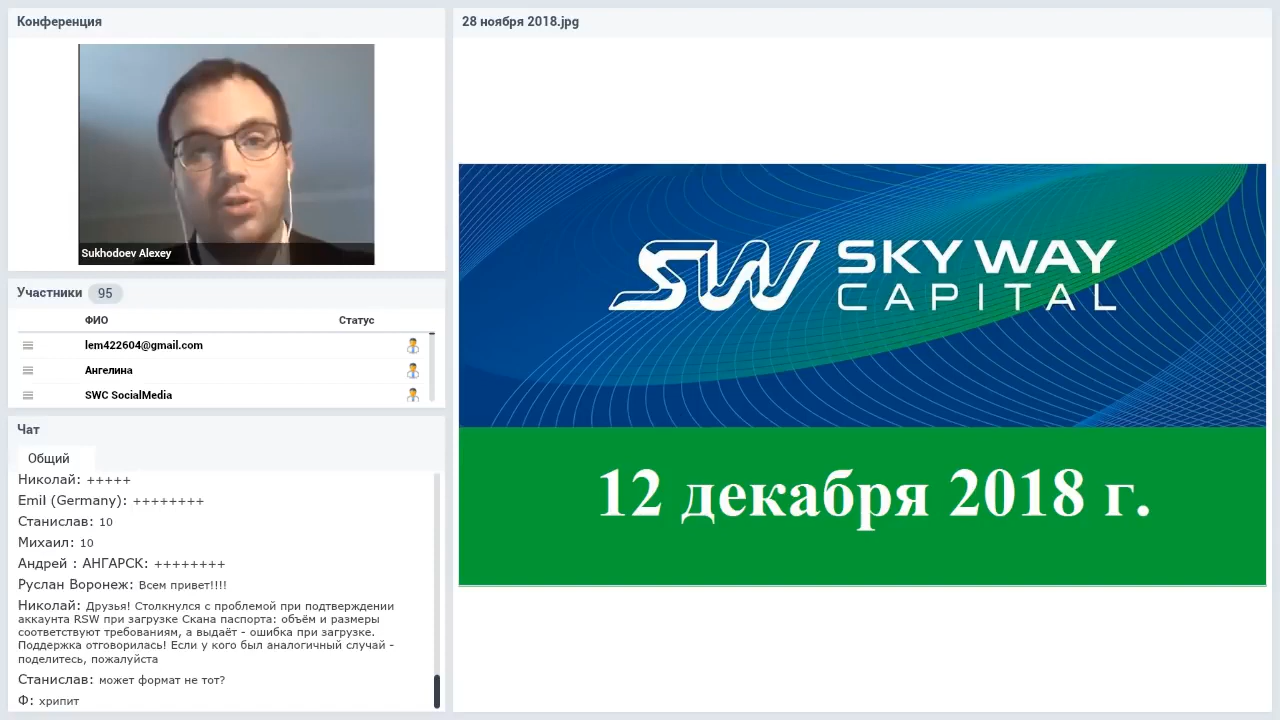 Конференция
Sukhodoev Alexey
Участники 95
ФИО Статус
lem422604@gmail.com
Ангелина
SWC SocialMedia
Чат
Общий
Николай: +++++
Emil (Germany): ++++++++
Станислав: 10
Михаил: 10
Андрей : АНГАРСК: ++++++++
Руслан Воронеж: Всем привет!!!!
Николай: Друзья! Столкнулся с проблемой при подтверждении
аккаунта RSW при загрузке Скана паспорта: объём и размеры
соответствуют требованиям, а выдаёт - ошибка при загрузке.
Поддержка отговорилась! Если у кого был аналогичный случай -
поделитесь, пожалуйста
Станислав: может формат не тот?
Ф: хрипит
28 ноября 2018.jpg
SW SKY WAY
CAPITAL
12 декабря 2018 г.